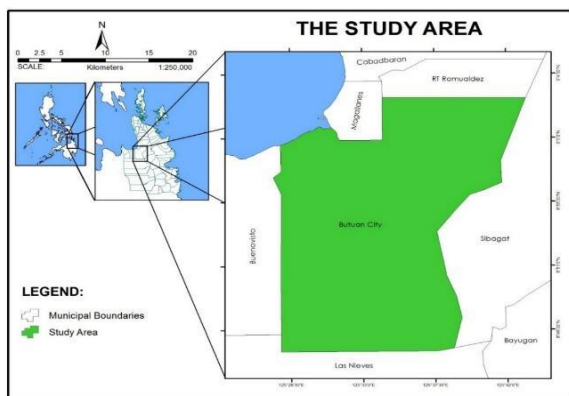 THE STUDY AREA
N
0 2.5 5 10 15 20
SCALE: Kilometers 1:250,000
Cabadbaran
RT Romualdez
Magallanes
Butuan City
Sibagat
Buenavista
Bayugan
Las Nieves
LEGEND:
Municipal Boundaries
Study Area